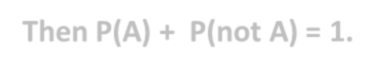 Then P(A) + P(not A) = 1.